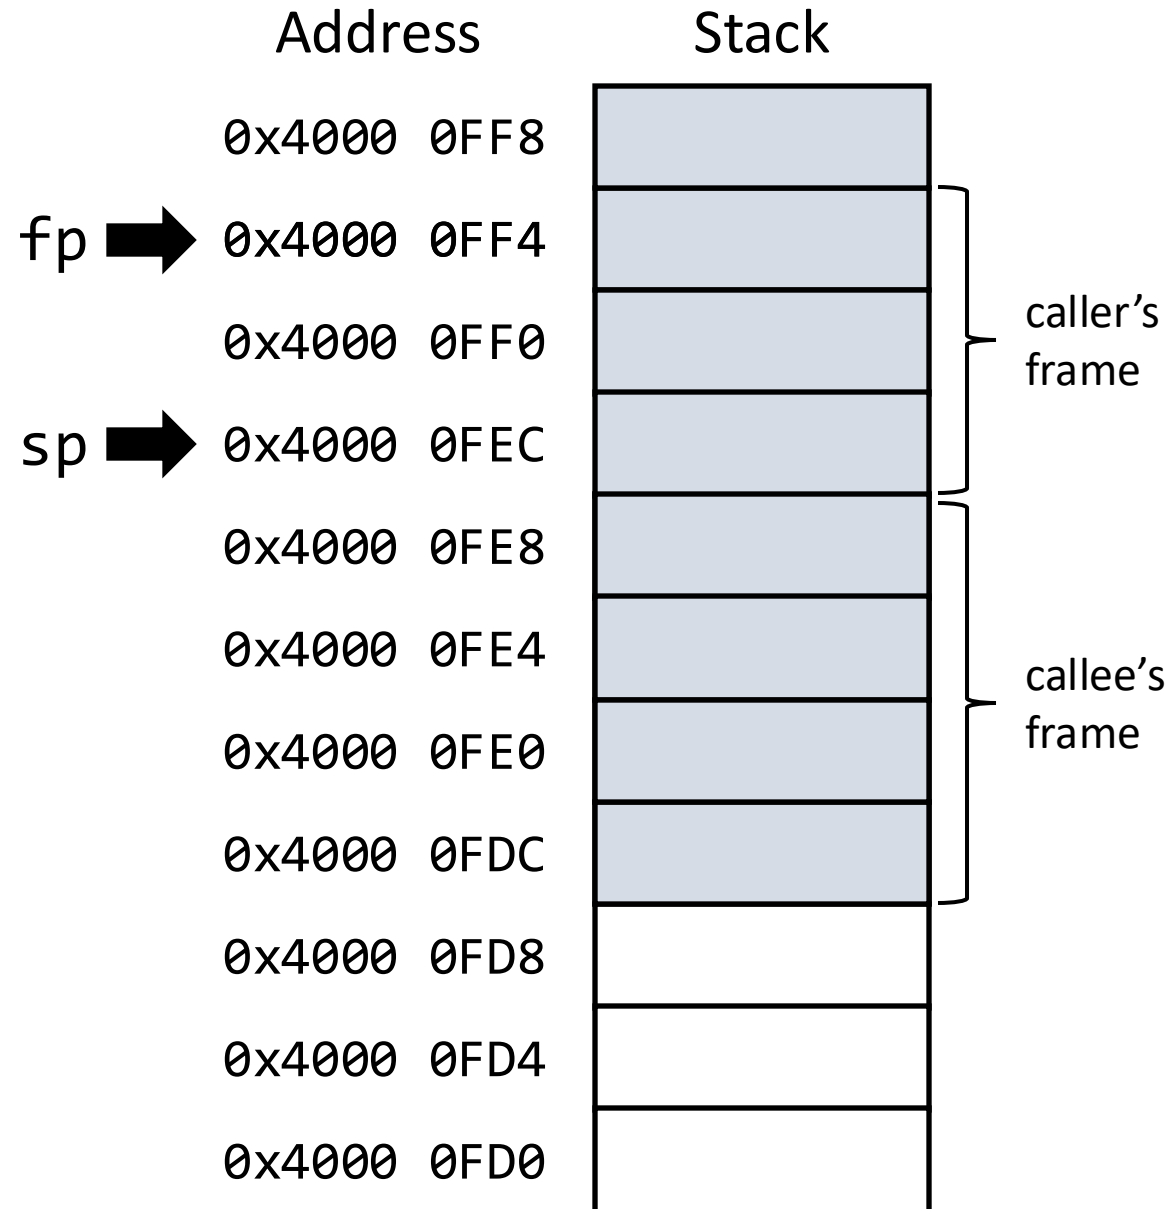 Address Stack
0x4000 0FF8
fp 0x4000 0FF4
0x4000 0FF0
caller’s
frame
sp 0x4000 0FEC
0x4000 0FE8
0x4000 0FE4
callee’s
frame
0x4000 0FE0
0x4000 0FDC
0x4000 0FD8
0x4000 0FD4
0x4000 0FD0